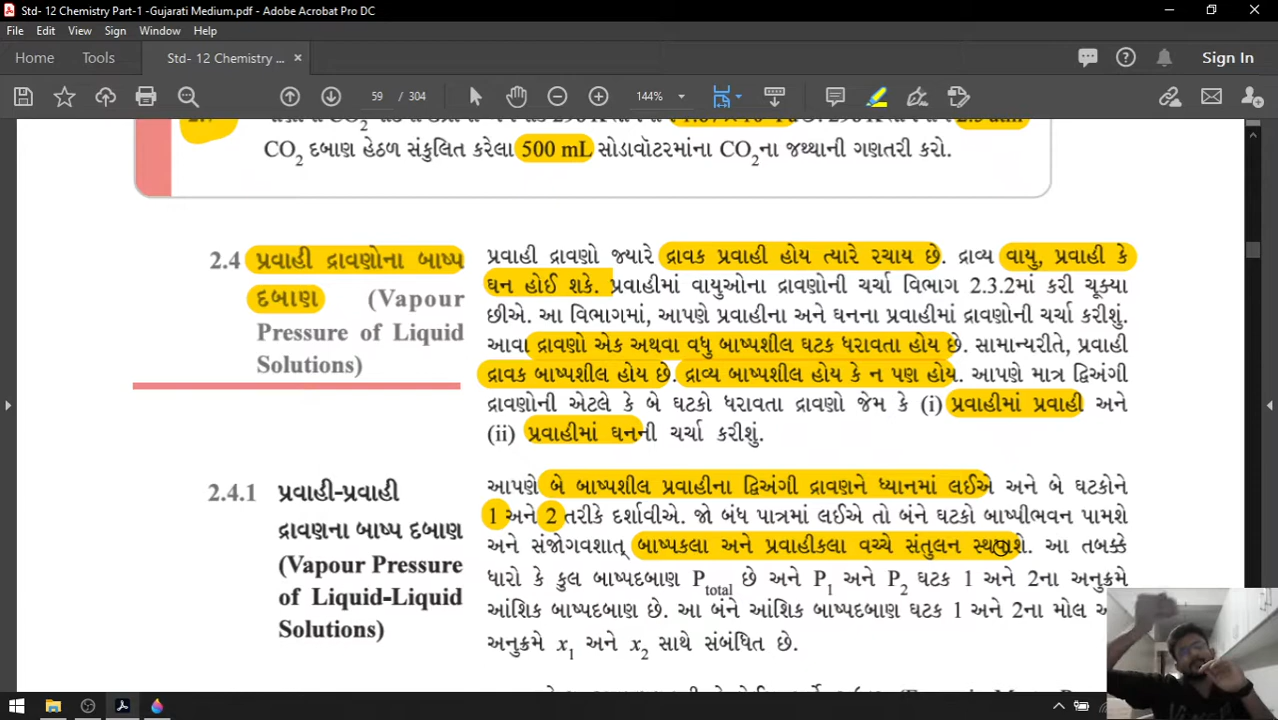 Std- 12 Chemistry Part-1 -Gujarati Medium.pdf - Adobe Acrobat Pro DC
File Edit View Sign Window Help
Home Tools Std- 12 Chemistry ... × Sign In
59 / 304 144%
CO2 દબાણ હેઠળ સંકુલિત કરેલા 500 mL સોડાવૉટરમાંના CO2ના જથ્થાની ગણતરી કરો.
2.4 પ્રવાહી દ્રાવણોના બાષ્પ
દબાણ (Vapour
Pressure of Liquid
Solutions)
પ્રવાહી દ્રાવણો જ્યારે દ્રાવક પ્રવાહી હોય ત્યારે રચાય છે. દ્રાવ્ય વાયુ, પ્રવાહી કે
ઘન હોઈ શકે. પ્રવાહીમાં વાયુઓના દ્રાવણોની ચર્ચા વિભાગ 2.3.2માં કરી ચૂક્યા
છીએ. આ વિભાગમાં, આપણે પ્રવાહીના અને ઘનના પ્રવાહીમાં દ્રાવણોની ચર્ચા કરીશું.
આવા દ્રાવણો એક અથવા વધુ બાષ્પશીલ ઘટક ધરાવતા હોય છે. સામાન્યરીતે, પ્રવાહી
દ્રાવક બાષ્પશીલ હોય છે. દ્રાવ્ય બાષ્પશીલ હોય કે ન પણ હોય. આપણે માત્ર દ્વિઅંગી
દ્રાવણોની એટલે કે બે ઘટકો ધરાવતા દ્રાવણો જેમ કે (i) પ્રવાહીમાં પ્રવાહી અને
(ii) પ્રવાહીમાં ઘનની ચર્ચા કરીશું.
2.4.1 પ્રવાહી-પ્રવાહી
દ્રાવણના બાષ્પ દબાણ
(Vapour Pressure
of Liquid-Liquid
Solutions)
આપણે બે બાષ્પશીલ પ્રવાહીના દ્વિઅંગી દ્રાવણને ધ્યાનમાં લઈએ અને બે ઘટકોને
1 અને 2 તરીકે દર્શાવીએ. જો બંધ પાત્રમાં લઈએ તો બંને ઘટકો બાષ્પીભવન પામશે
અને સંજોગવશાત્ બાષ્પકલા અને પ્રવાહીકલા વચ્ચે સંતુલન સ્થપાશે. આ તબક્કે
ધારો કે કુલ બાષ્પદબાણ Ptotal છે અને P1 અને P2 ઘટક 1 અને 2ના અનુક્રમે
આંશિક બાષ્પદબાણ છે. આ બંને આંશિક બાષ્પદબાણ ઘટક 1 અને 2ના મોલ
અનુક્રમે x1 અને x2 સાથે સંબંધિત છે.